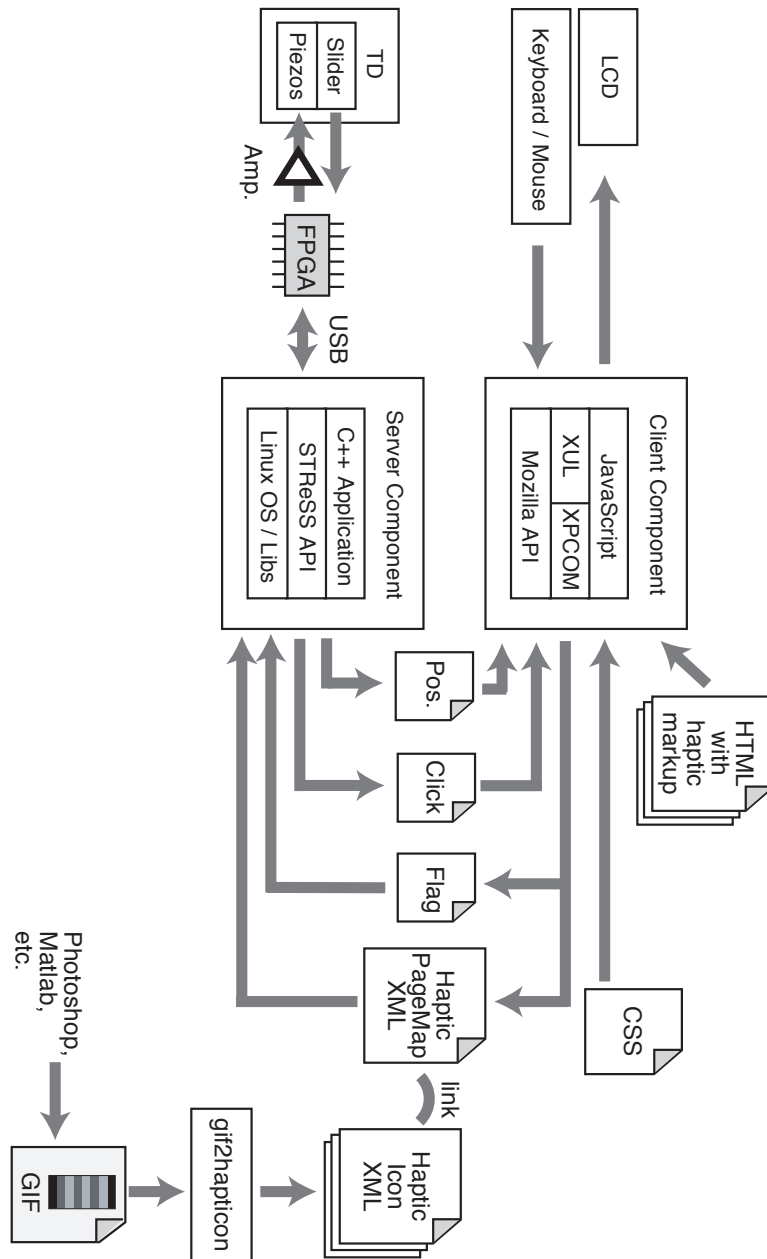 LCD
Keyboard / Mouse
TD
Slider
Piezos
Amp.
FPGA
USB
Client Component
JavaScript
XUL
XPCOM
Mozilla API
Server Component
C++ Application
STReSS API
Linux OS / Libs
HTML
with
haptic
markup
CSS
Pos.
Click
Flag
Haptic
PageMap
XML
link
Haptic
Icon
XML
gif2hapticon
GIF
Photoshop,
Matlab,
etc.